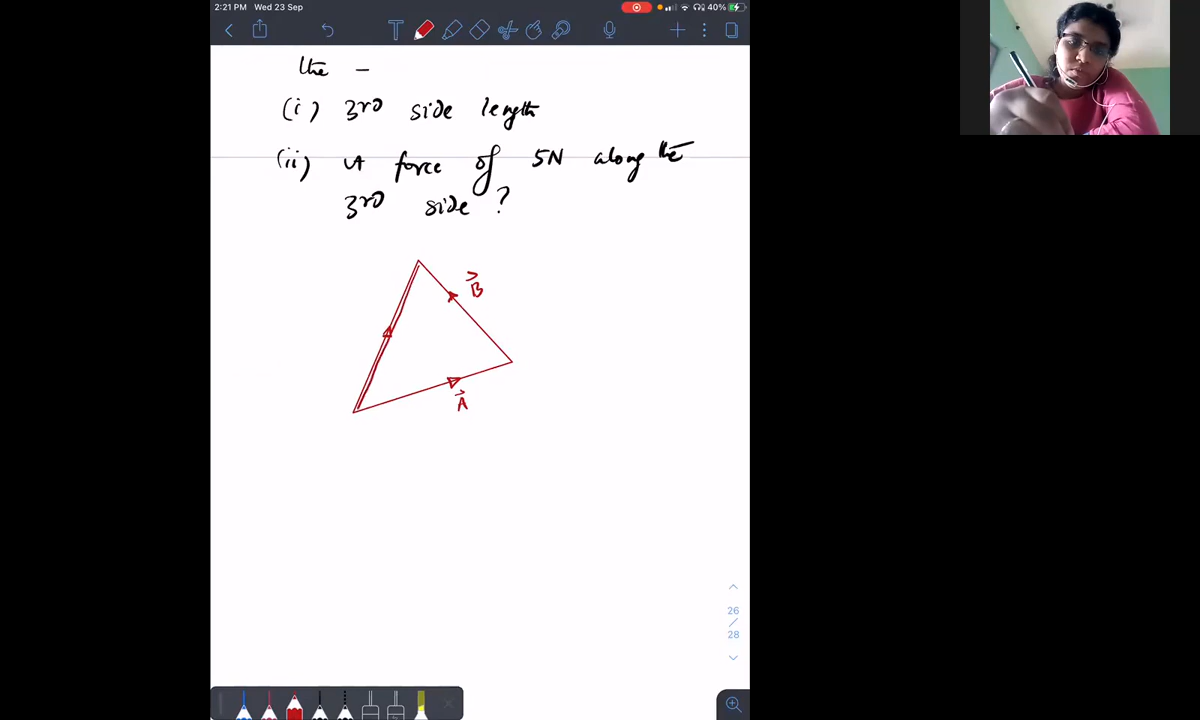 2:21 PM Wed 23 Sep
40%
the –
(i) 3rd side length
(ii) A force of 5N along the
3rd side ?
B
A
26
/
28